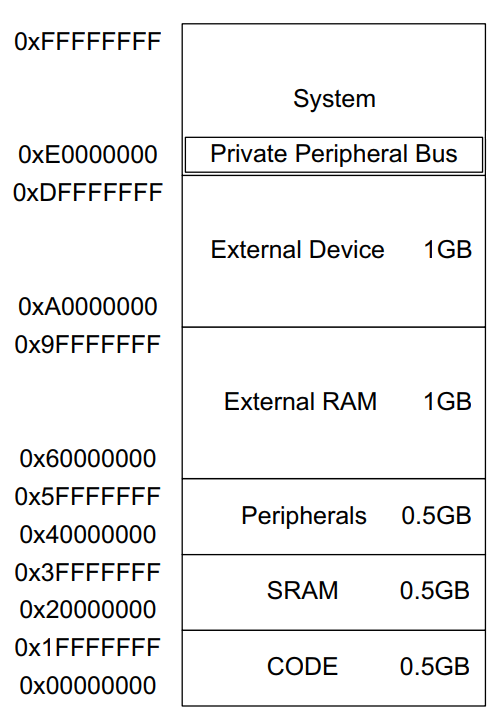 0xFFFFFFFF
System
0xE0000000 Private Peripheral Bus
0xDFFFFFFF
External Device 1GB
0xA0000000
0x9FFFFFFF
External RAM 1GB
0x60000000
0x5FFFFFFF
Peripherals 0.5GB
0x40000000
0x3FFFFFFF
SRAM 0.5GB
0x20000000
0x1FFFFFFF
CODE 0.5GB
0x00000000